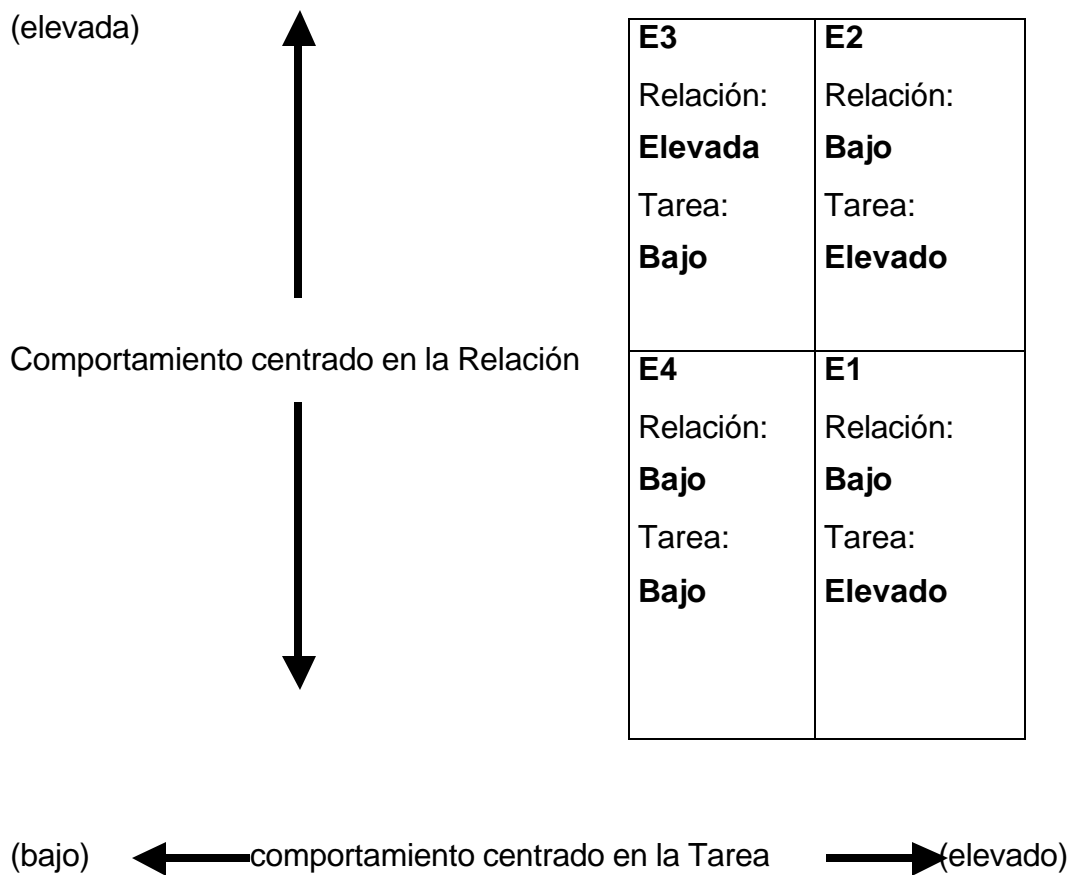 (elevada)
E3
Relación:
Elevada
Tarea:
Bajo
E2
Relación:
Bajo
Tarea:
Elevado
Comportamiento centrado en la Relación
E4
Relación:
Bajo
Tarea:
Bajo
E1
Relación:
Bajo
Tarea:
Elevado
(bajo)
comportamiento centrado en la Tarea
(elevado)